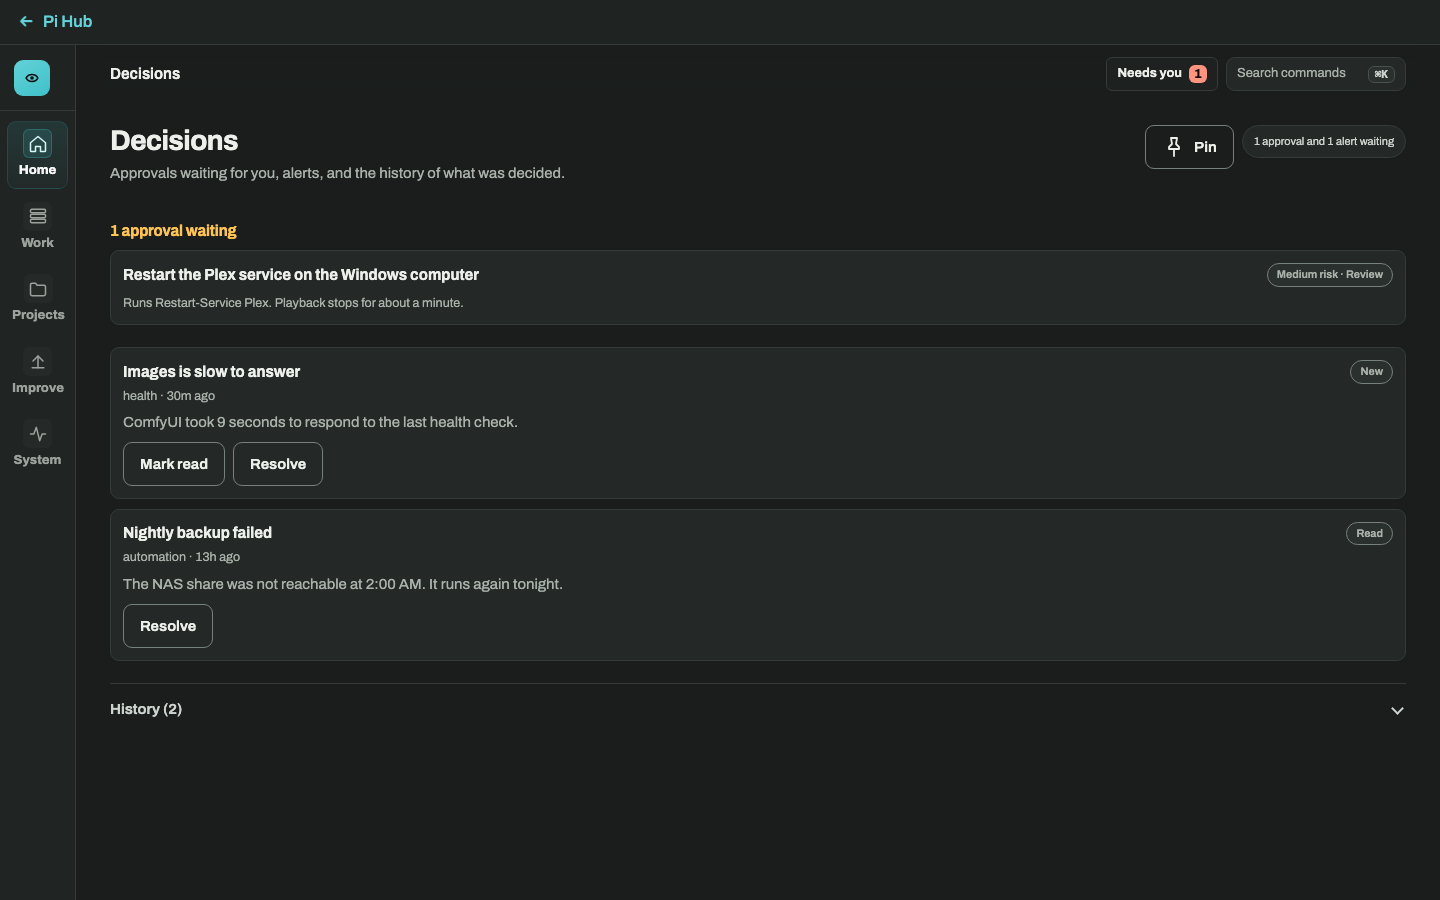 Pi Hub
Decisions
Needs you 1
Search commands ⌘K
Home
Work
Projects
Improve
System
Decisions
Approvals waiting for you, alerts, and the history of what was decided.
Pin
1 approval and 1 alert waiting
1 approval waiting
Restart the Plex service on the Windows computer
Medium risk · Review
Runs Restart-Service Plex. Playback stops for about a minute.
Images is slow to answer
New
health · 30m ago
ComfyUI took 9 seconds to respond to the last health check.
Mark read
Resolve
Nightly backup failed
Read
automation · 13h ago
The NAS share was not reachable at 2:00 AM. It runs again tonight.
Resolve
History (2)